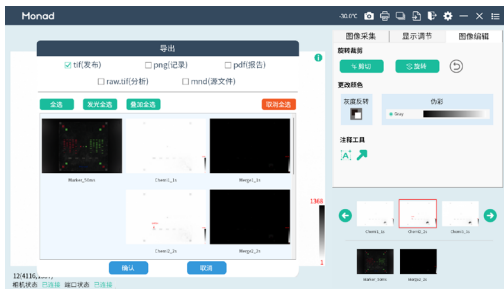 Monad
-30.0℃
导出
tif(发布)
png(记录)
pdf(报告)
raw.tif(分析)
mnd(源文件)
全选
发光全选
叠加全选
取消全选
Marker_50ms
Chemi1_1s
Merge1_1s
Chemi2_2s
Merge2_2s
确认
取消
1368
1
相机状态 已连接 端口状态 已连接
图像采集
显示调节
图像编辑
旋转裁剪
剪切
旋转
更改颜色
灰度反转
伪彩
Gray
注释工具
A